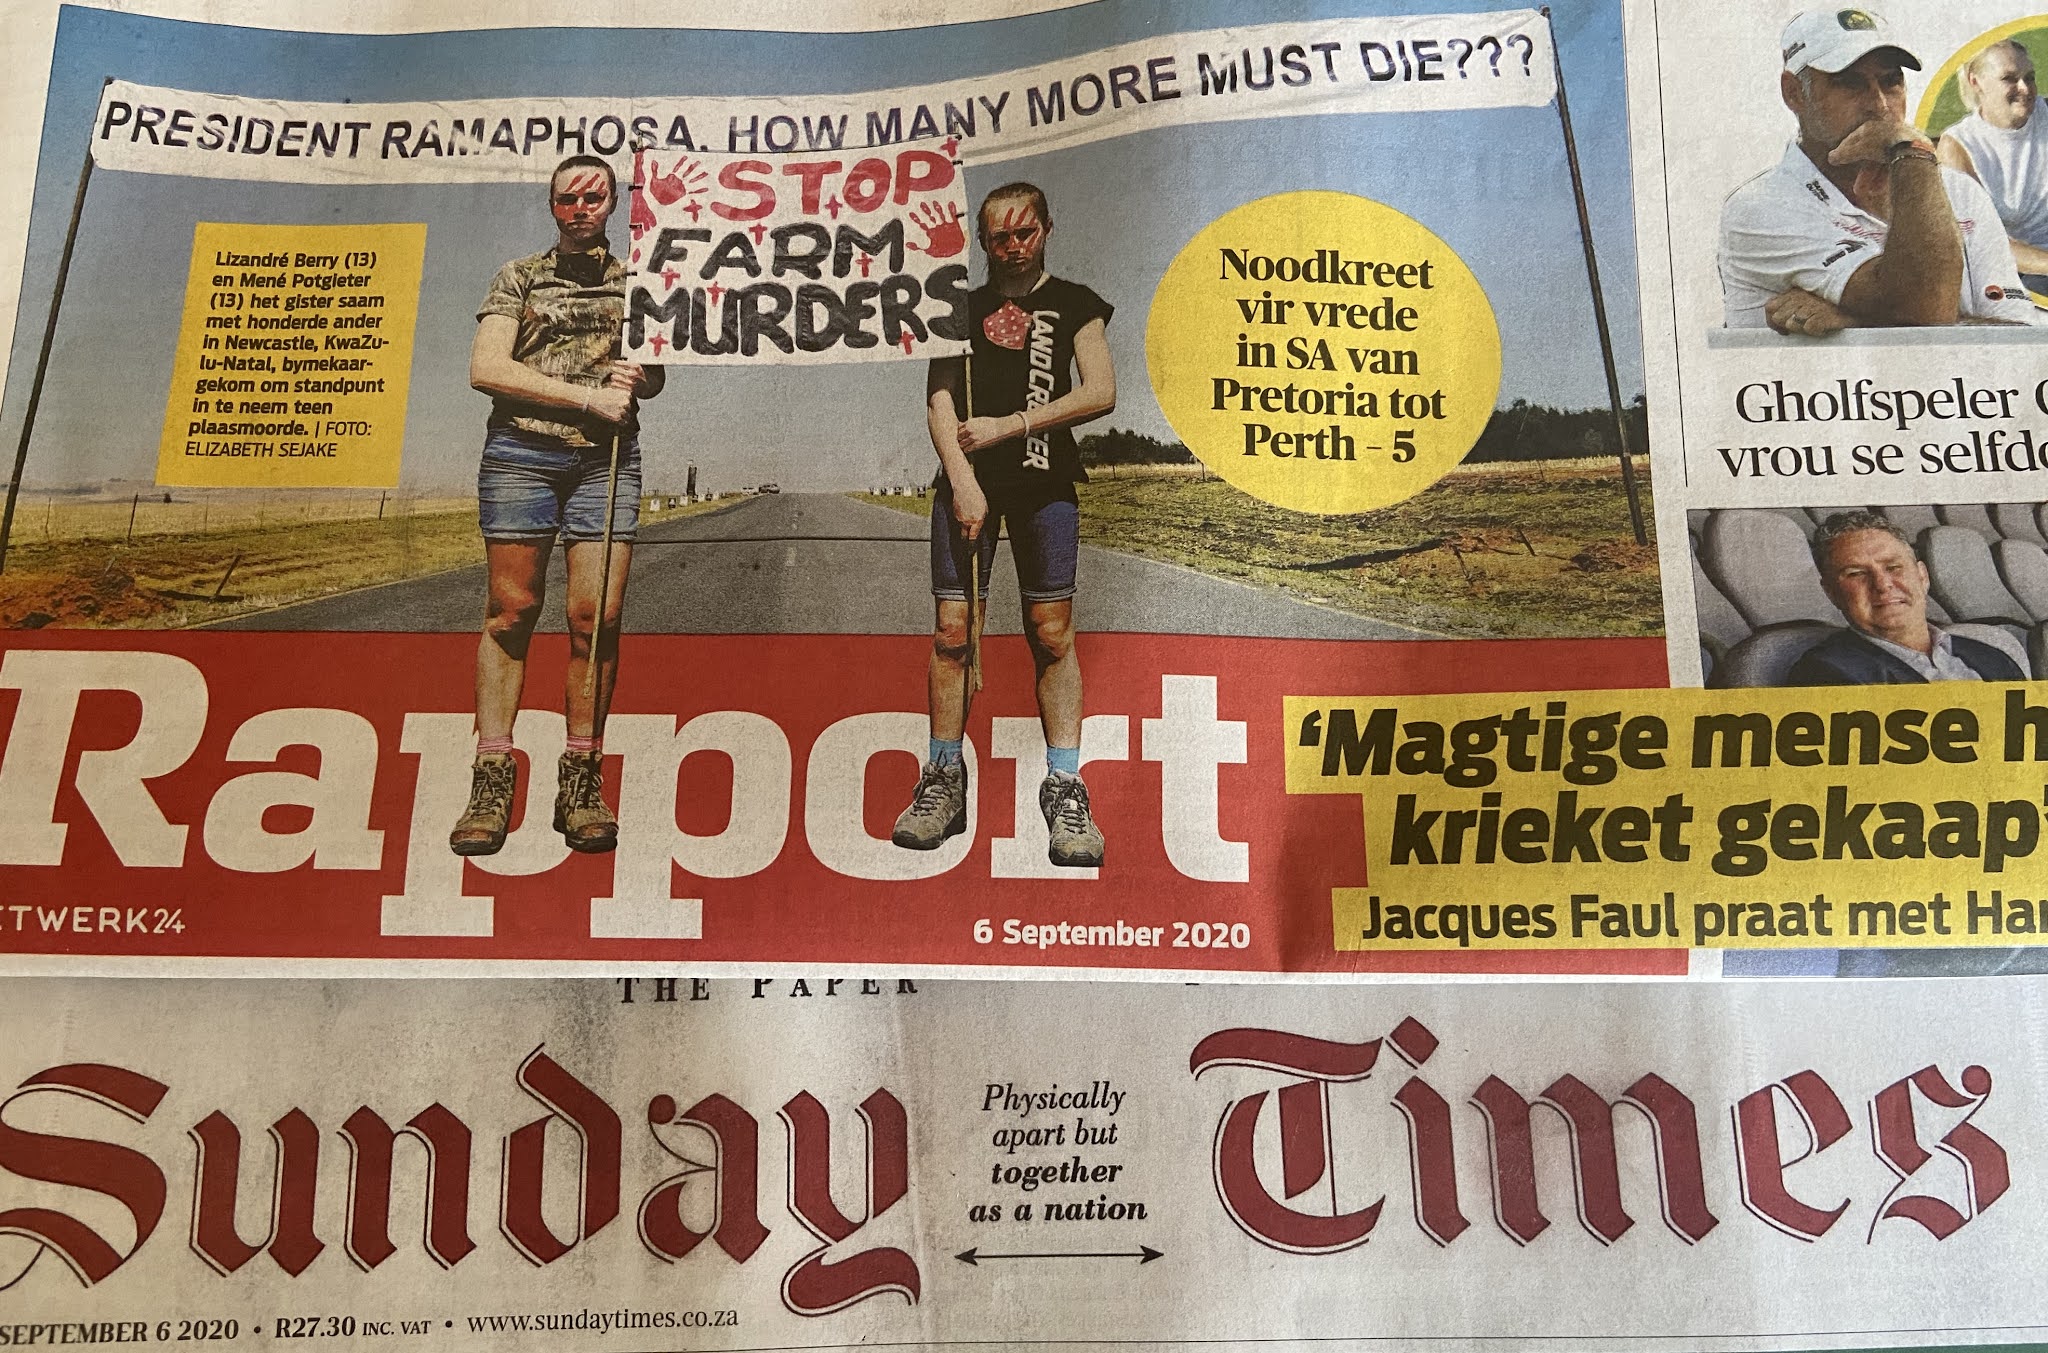 PRESIDENT RAMAPHOSA. HOW MANY MORE MUST DIE???
STOP
FARM
MURDERS
Lizandré Berry (13)
en Mené Potgieter
(13) het gister saam
met honderde ander
in Newcastle, KwaZu-
lu-Natal, bymekaar-
gekom om standpunt
in te neem teen
plaasmoorde. | FOTO:
ELIZABETH SEJAKE
LANDCRUISER
Noodkreet
vir vrede
in SA van
Pretoria tot
Perth – 5
Gholfspeler
vrou se
Rapport
6 September 2020
'Magtige mense
krieket gekaap'
Jacques Faul praat met
THE PAPER
Sunday Times
Physically
apart but
together
as a nation
SEPTEMBER 6 2020 • R27.30 INC. VAT • www.sundaytimes.co.za